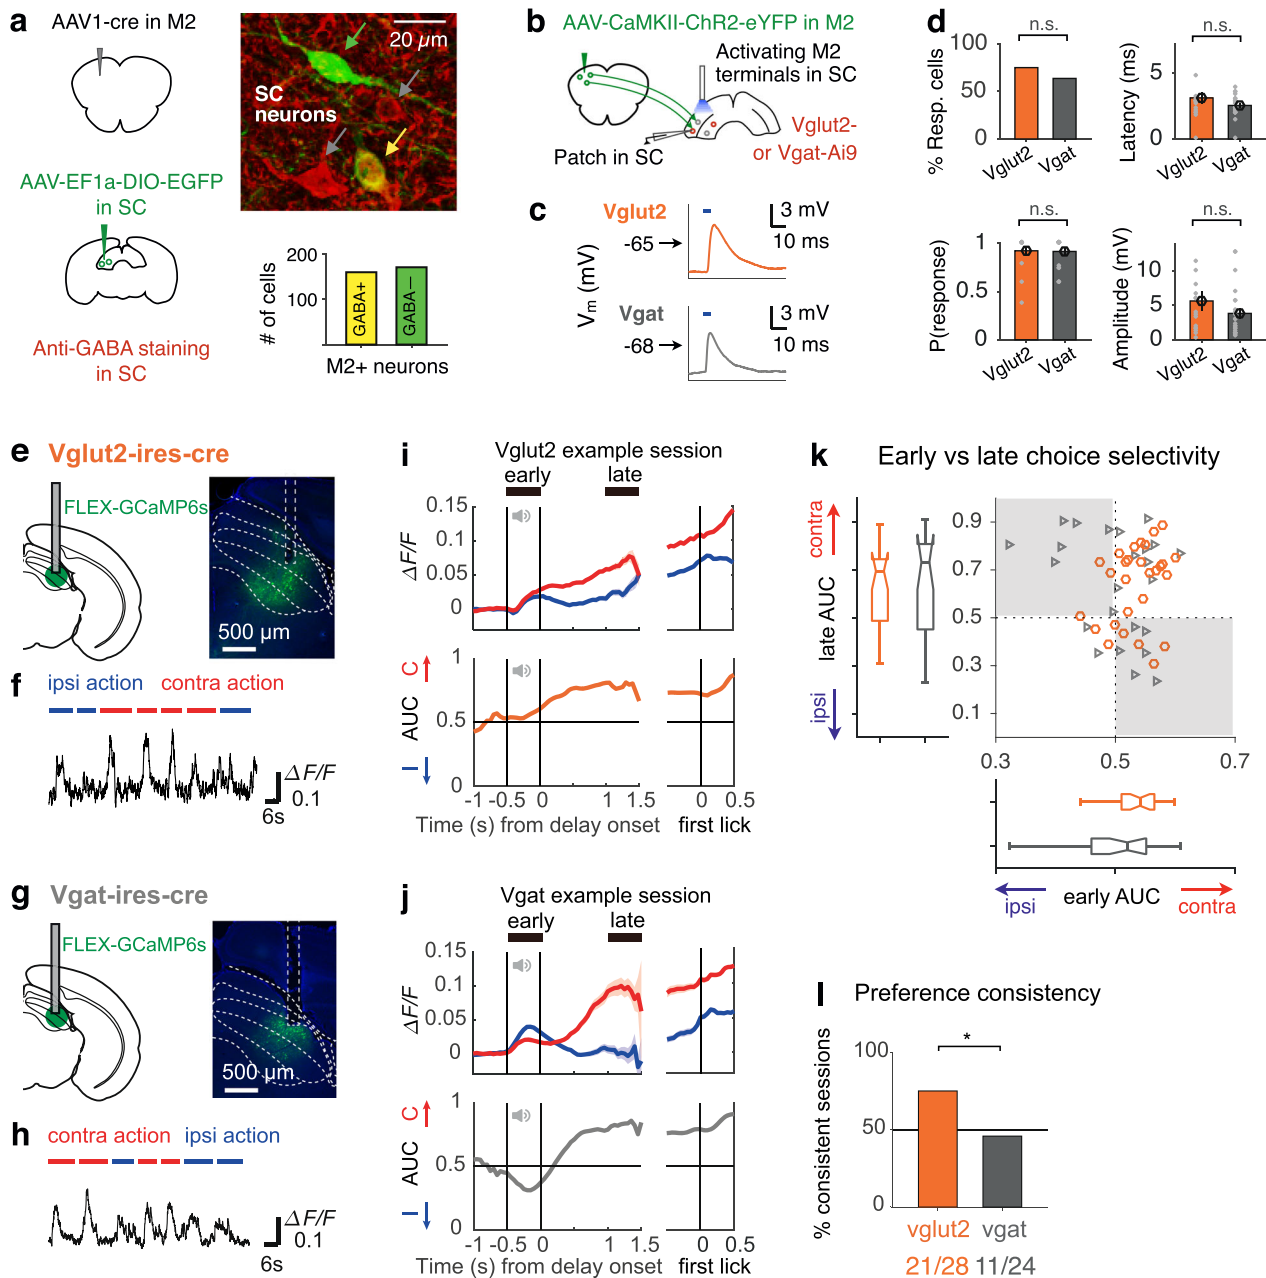 a
AAV1-cre in M2
20 µm
SC
neurons
AAV-EF1a-DIO-EGFP
in SC
Anti-GABA staining
in SC
# of cells
200
100
GABA+
GABA−
M2+ neurons
b
AAV-CaMKII-ChR2-eYFP in M2
Activating M2
terminals in SC
Patch in SC
Vglut2-
or Vgat-Ai9
c
Vglut2
-65
3 mV
10 ms
Vm (mV)
Vgat
-68
3 mV
10 ms
d
n.s.
100
50
0
% Resp. cells
Vglut2
Vgat
n.s.
5
0
Latency (ms)
Vglut2
Vgat
n.s.
1
0.5
0
P(response)
Vglut2
Vgat
n.s.
10
5
0
Amplitude (mV)
Vglut2
Vgat
e
Vglut2-ires-cre
FLEX-GCaMP6s
500 µm
f
ipsi action
contra action
ΔF/F
0.1
6s
g
Vgat-ires-cre
FLEX-GCaMP6s
500 µm
h
contra action
ipsi action
ΔF/F
0.1
6s
i
Vglut2 example session
early
late
0.15
0.1
0.05
0
ΔF/F
1
0.5
0
C
AUC
I
-1 -0.5 0 1.5
0 0.5
Time (s) from delay onset
first lick
j
Vgat example session
early
late
0.15
0.1
0.05
0
ΔF/F
1
0.5
0
C
AUC
I
-1 -0.5 0 1.5
0 0.5
Time (s) from delay onset
first lick
k
Early vs late choice selectivity
contra
late AUC
ipsi
0.9
0.7
0.5
0.3
0.1
0.3 0.5 0.7
ipsi
early AUC
contra
l
Preference consistency
*
100
50
0
% consistent sessions
vglut2 vgat
21/28 11/24